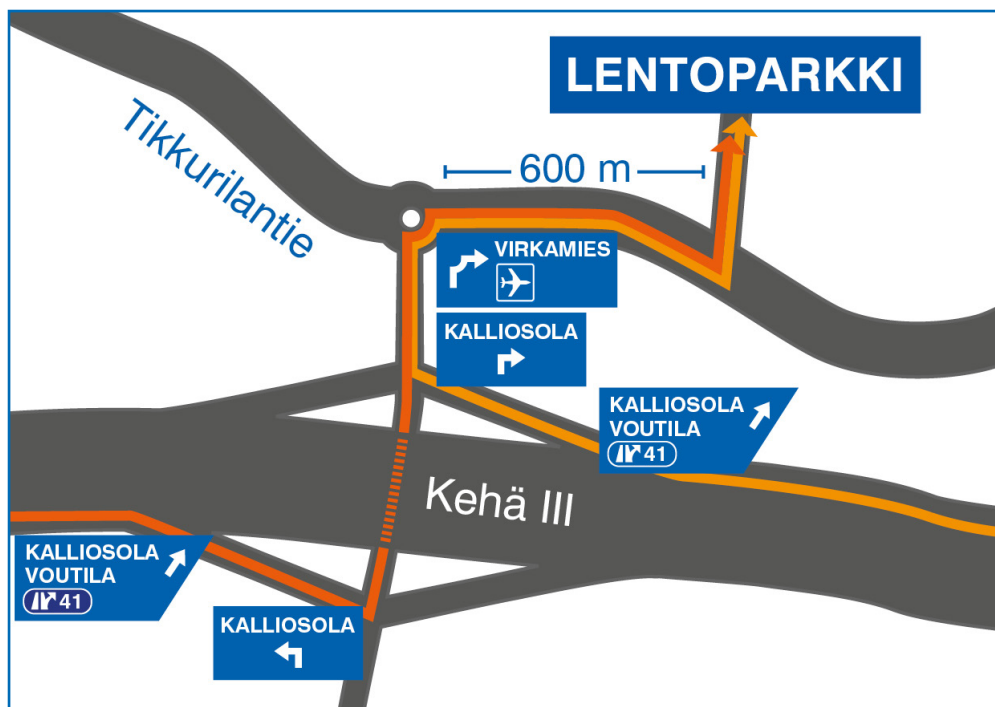 LENTOPARKKI
Tikkurilantie
600 m
VIRKAMIES
KALLIOSOLA
KALLIOSOLA
VOUTILA
41
Kehä III
KALLIOSOLA
VOUTILA
41
KALLIOSOLA